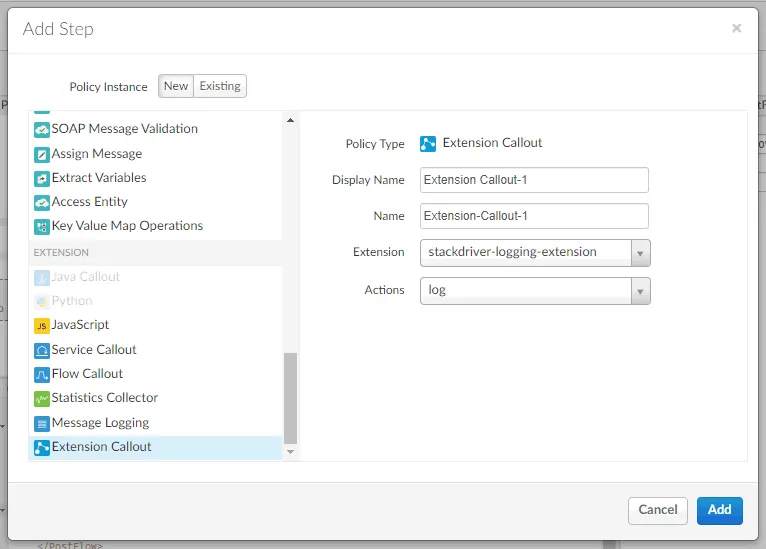 Add Step
×
Policy Instance New Existing
SOAP Message Validation
Assign Message
Extract Variables
Access Entity
Key Value Map Operations
EXTENSION
Java Callout
Python
JS JavaScript
Service Callout
Flow Callout
Statistics Collector
Message Logging
Extension Callout
Policy Type Extension Callout
Display Name Extension Callout-1
Name Extension-Callout-1
Extension stackdriver-logging-extension
Actions log
Cancel Add
</PostFlow>